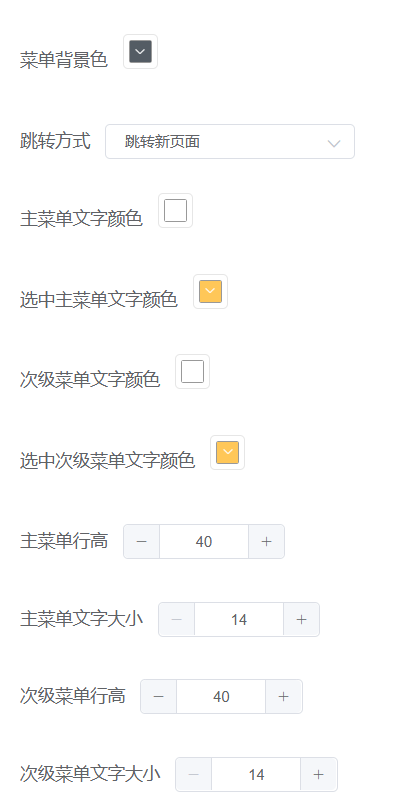 菜单背景色
跳转方式 跳转新页面
主菜单文字颜色
选中主菜单文字颜色
次级菜单文字颜色
选中次级菜单文字颜色
主菜单行高 − 40 +
主菜单文字大小 − 14 +
次级菜单行高 − 40 +
次级菜单文字大小 − 14 +